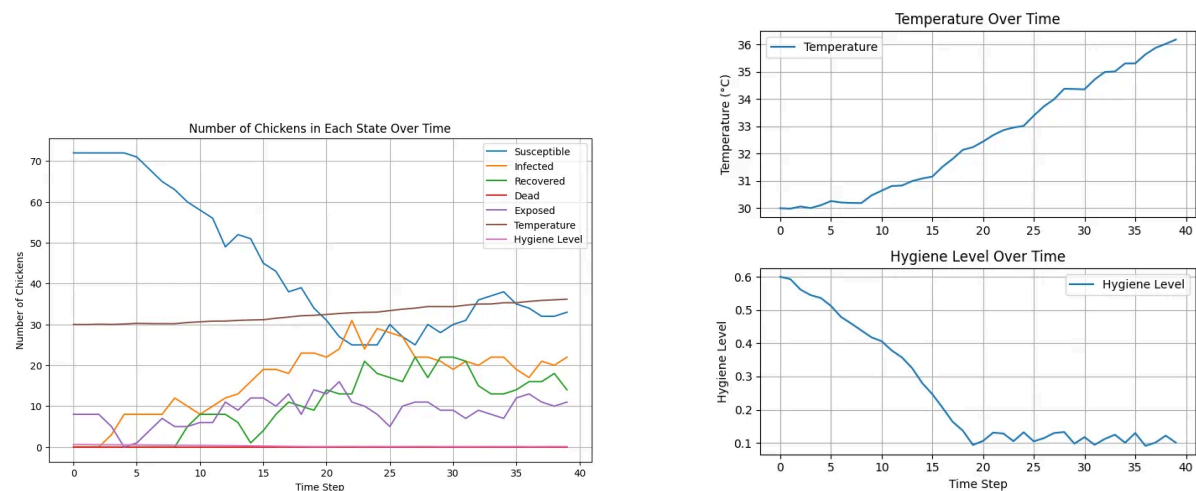 Number of Chickens in Each State Over Time
Number of Chickens
70
60
50
40
30
20
10
0
Susceptible
Infected
Recovered
Dead
Exposed
Temperature
Hygiene Level
0 5 10 15 20 25 30 35 40
Time Step
Temperature Over Time
Temperature (°C)
36
35
34
33
32
31
30
Temperature
0 5 10 15 20 25 30 35 40
Hygiene Level Over Time
Hygiene Level
0.6
0.5
0.4
0.3
0.2
0.1
Hygiene Level
0 5 10 15 20 25 30 35 40
Time Step